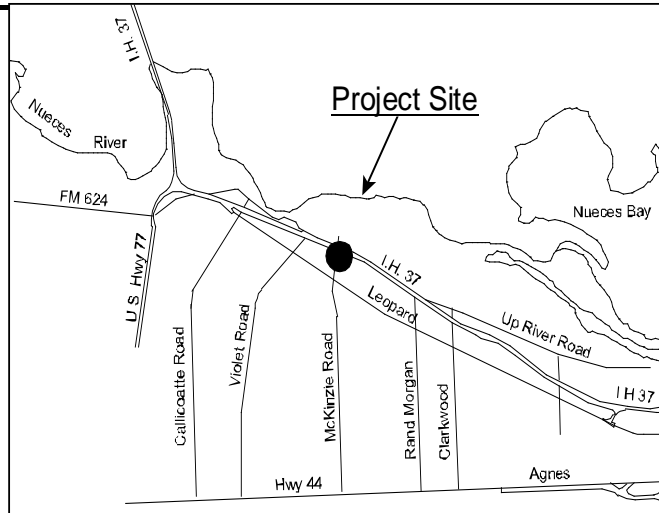 I.H. 37
Project Site
Nueces
River
Nueces Bay
FM 624
U S Hwy 77
I.H. 37
Leopard
Up River Road
Callicoatte Road
Violet Road
McKinzie Road
Rand Morgan
Clarkwood
I H 37
Hwy 44
Agnes